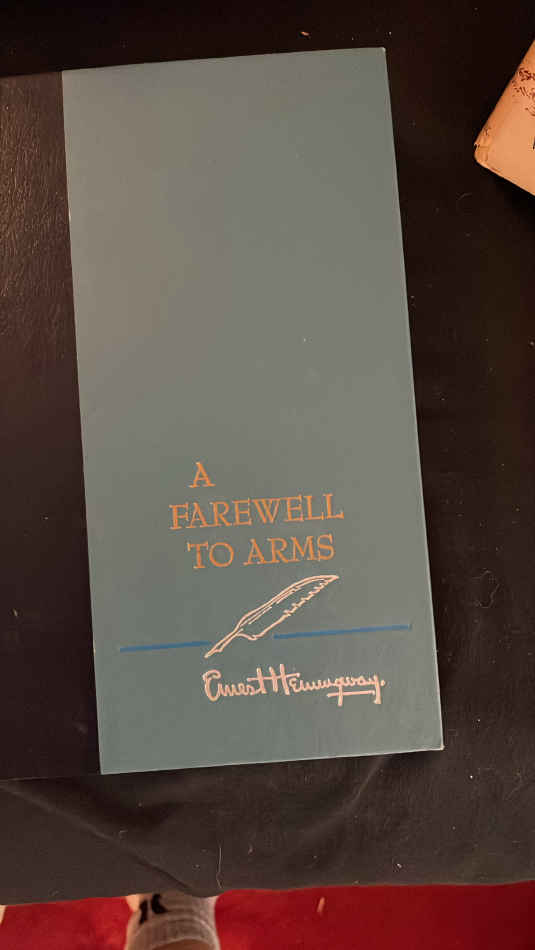 A
FAREWELL
TO ARMS
Ernest Hemingway.